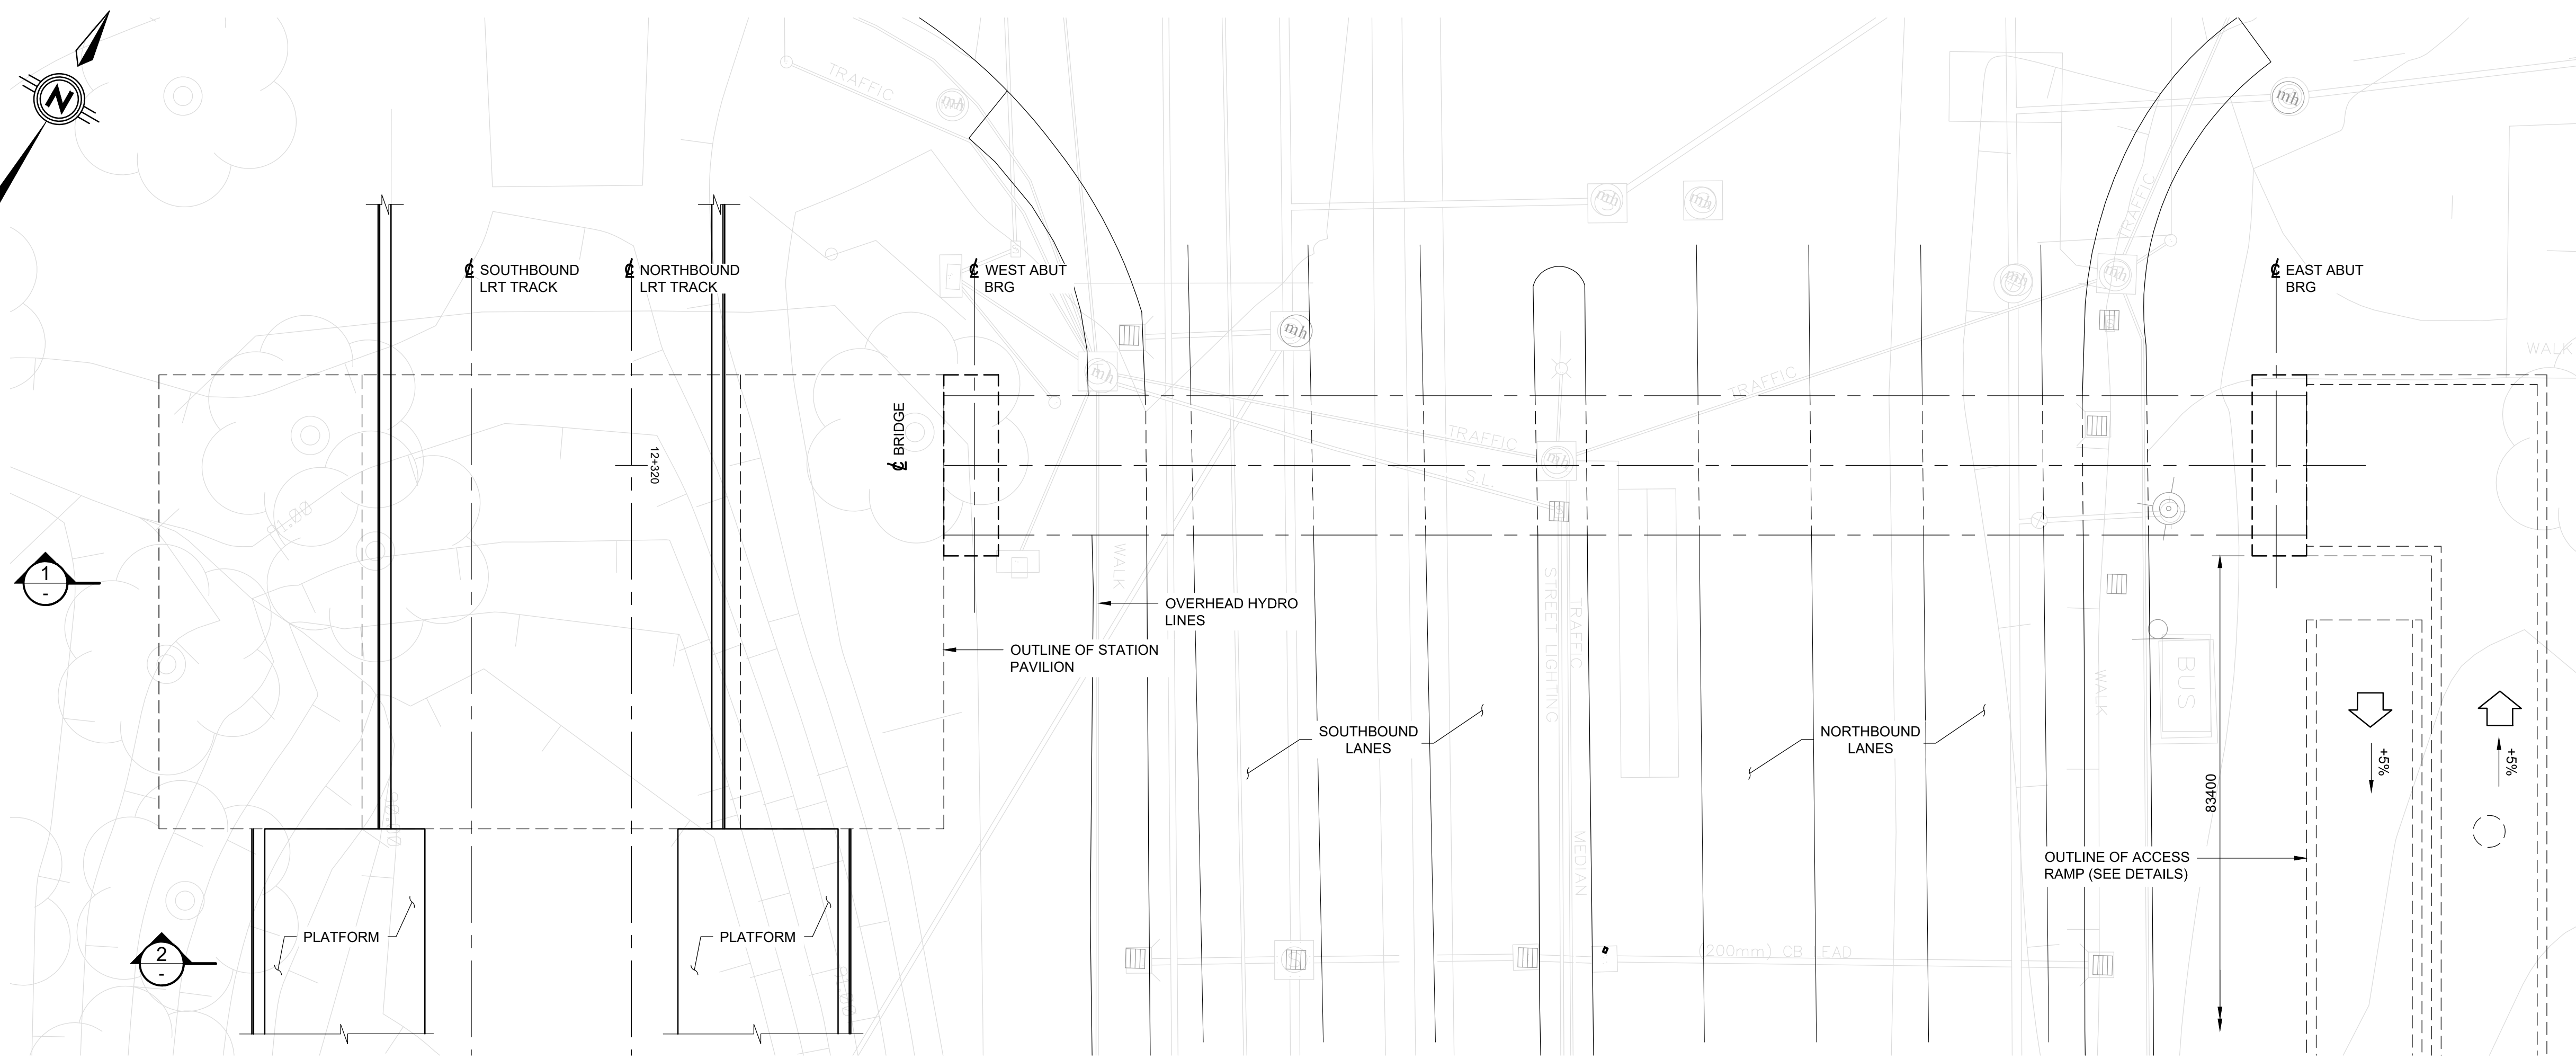 N
TRAFFIC
mh
mh
mh
mh
TRAFFIC
℄ SOUTHBOUND
LRT TRACK
℄ NORTHBOUND
LRT TRACK
℄ WEST ABUT
BRG
mh
mh
℄ EAST ABUT
BRG
mh
mh
WALK
TRAFFIC
℄ BRIDGE
TRAFFIC
12+320
S.L.
mh
91.00
1
-
WALK
OVERHEAD HYDRO
LINES
OUTLINE OF STATION
PAVILION
STREET LIGHTING
TRAFFIC
BUS
WALK
SOUTHBOUND
LANES
NORTHBOUND
LANES
+5%
+5%
83400
MEDIAN
OUTLINE OF ACCESS
RAMP (SEE DETAILS)
PLATFORM
PLATFORM
2
-
(200mm) CB LEAD